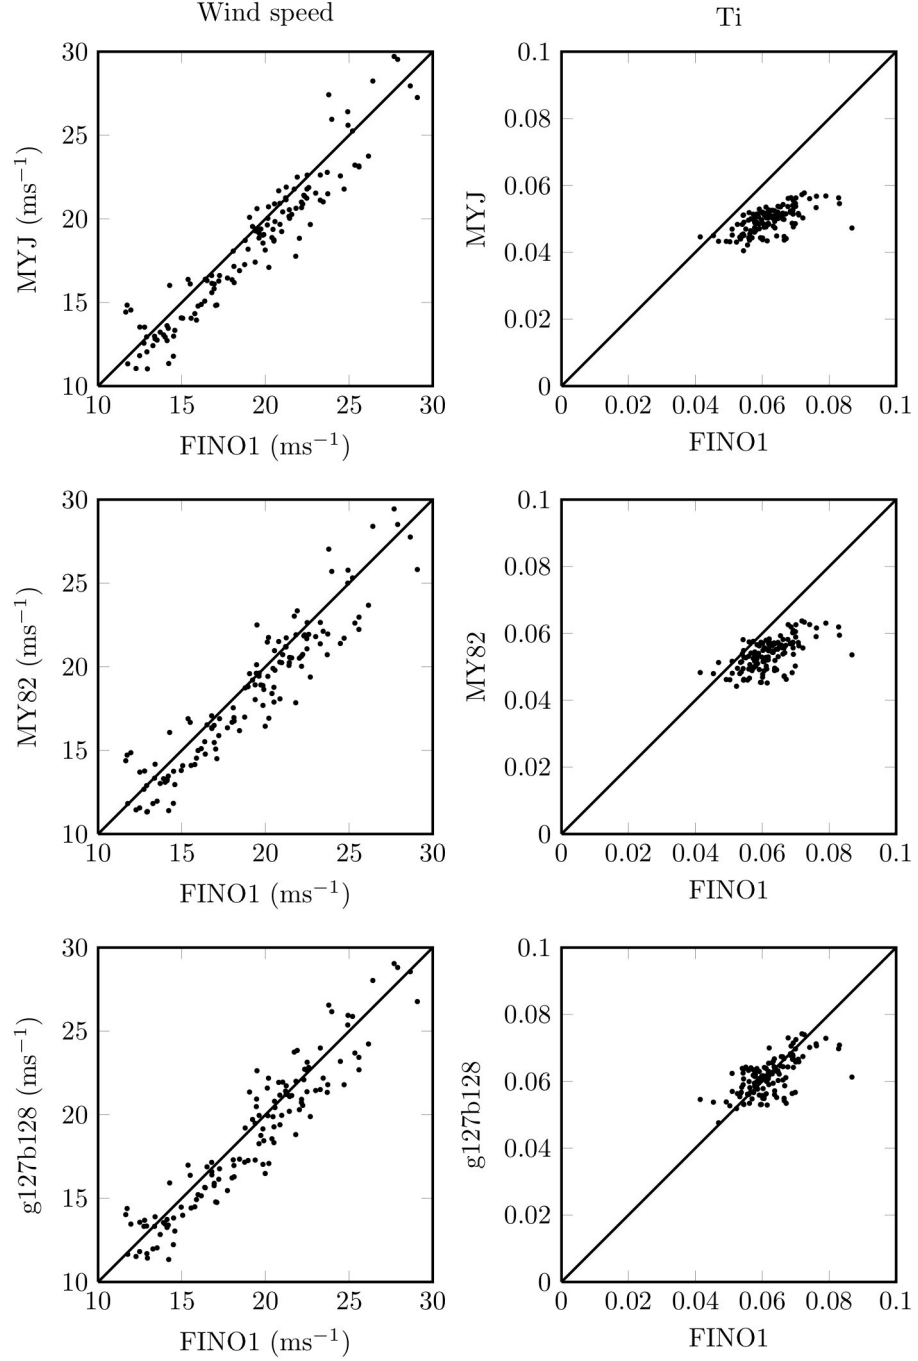 Wind speed
Ti
30
25
20
15
10
10 15 20 25 30
MYJ (ms⁻¹)
FINO1 (ms⁻¹)
0.1
0.08
0.06
0.04
0.02
0
0 0.02 0.04 0.06 0.08 0.1
MYJ
FINO1
30
25
20
15
10
10 15 20 25 30
MY82 (ms⁻¹)
FINO1 (ms⁻¹)
0.1
0.08
0.06
0.04
0.02
0
0 0.02 0.04 0.06 0.08 0.1
MY82
FINO1
30
25
20
15
10
10 15 20 25 30
g127b128 (ms⁻¹)
FINO1 (ms⁻¹)
0.1
0.08
0.06
0.04
0.02
0
0 0.02 0.04 0.06 0.08 0.1
g127b128
FINO1